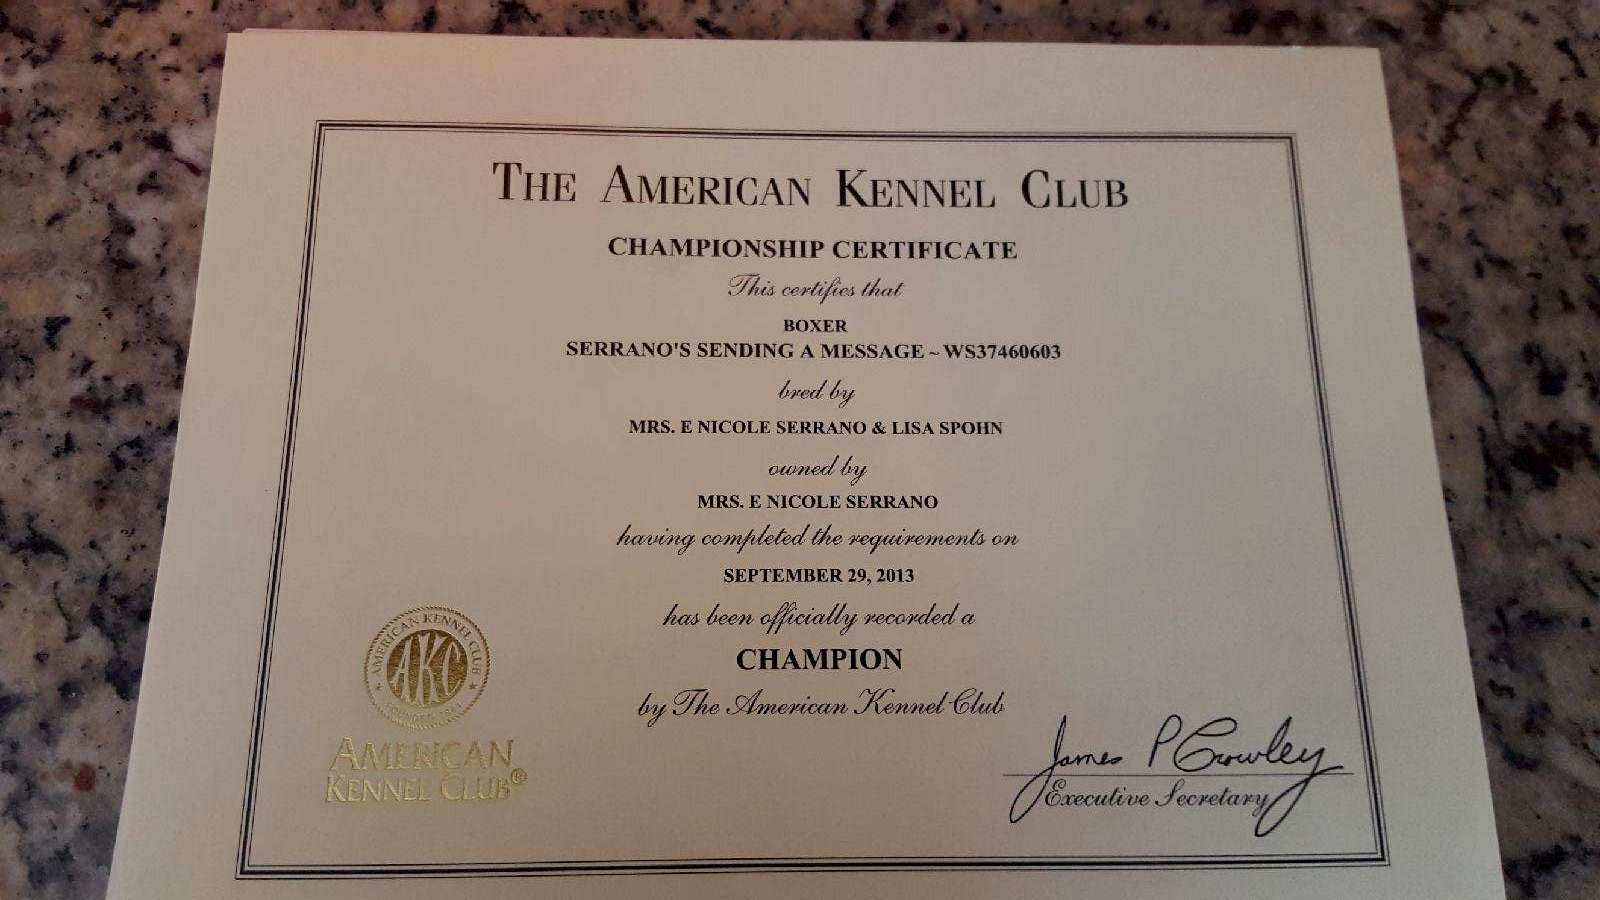 THE AMERICAN KENNEL CLUB
CHAMPIONSHIP CERTIFICATE
This certifies that
BOXER
SERRANO'S SENDING A MESSAGE ~ WS37460603
bred by
MRS. E NICOLE SERRANO & LISA SPOHN
owned by
MRS. E NICOLE SERRANO
having completed the requirements on
SEPTEMBER 29, 2013
has been officially recorded a
CHAMPION
by The American Kennel Club
AMERICAN KENNEL CLUB
AKC
FOUNDED 1884
AMERICAN
KENNEL CLUB®
James P Crowley
Executive Secretary